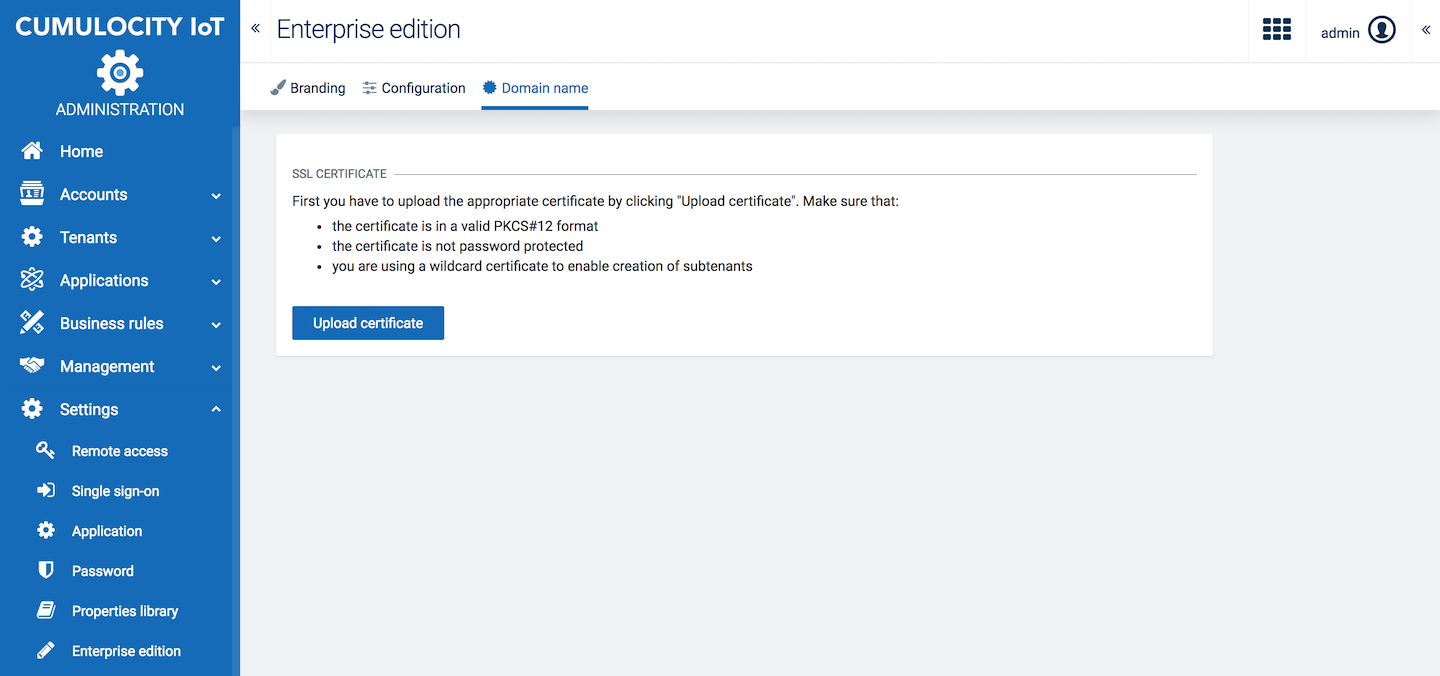 CUMULOCITY IoT
ADMINISTRATION
Home
Accounts
Tenants
Applications
Business rules
Management
Settings
Remote access
Single sign-on
Application
Password
Properties library
Enterprise edition
Enterprise edition
admin
Branding
Configuration
Domain name
SSL CERTIFICATE
First you have to upload the appropriate certificate by clicking "Upload certificate". Make sure that:
• the certificate is in a valid PKCS#12 format
• the certificate is not password protected
• you are using a wildcard certificate to enable creation of subtenants
Upload certificate